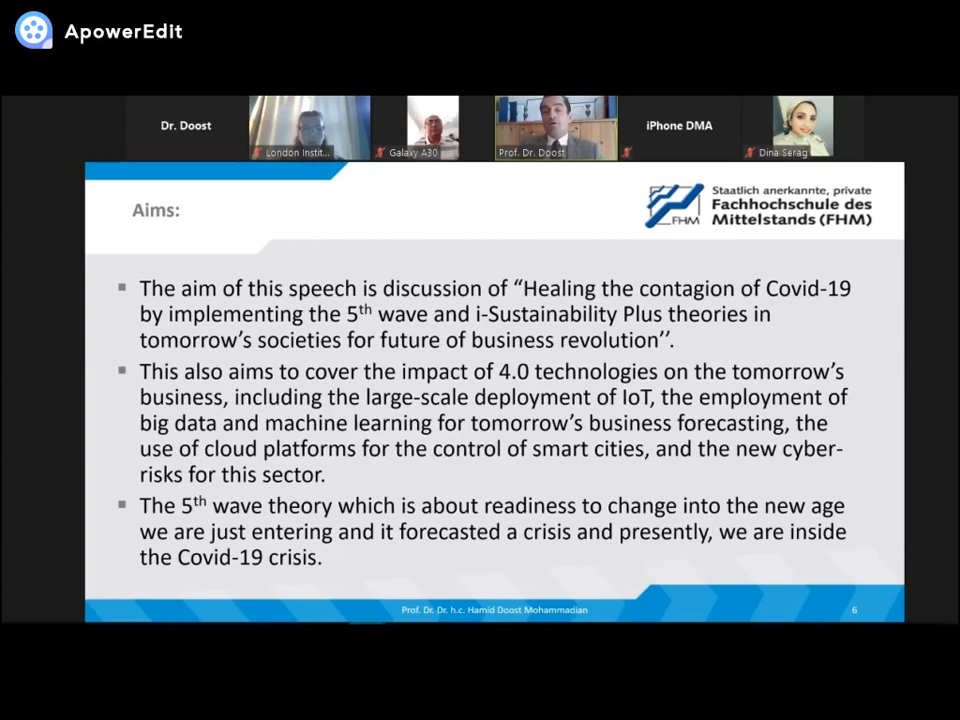 ApowerEdit
Dr. Doost
London Instit...
Galaxy A30
Prof. Dr. Doost
iPhone DMA
Dina Serag
Aims:
Staatlich anerkannte, private
Fachhochschule des
Mittelstands (FHM)
FHM
The aim of this speech is discussion of “Healing the contagion of Covid-19
by implementing the 5th wave and i-Sustainability Plus theories in
tomorrow’s societies for future of business revolution’’.
This also aims to cover the impact of 4.0 technologies on the tomorrow’s
business, including the large-scale deployment of IoT, the employment of
big data and machine learning for tomorrow’s business forecasting, the
use of cloud platforms for the control of smart cities, and the new cyber-
risks for this sector.
The 5th wave theory which is about readiness to change into the new age
we are just entering and it forecasted a crisis and presently, we are inside
the Covid-19 crisis.
Prof. Dr. Dr. h.c. Hamid Doost Mohammadian
6